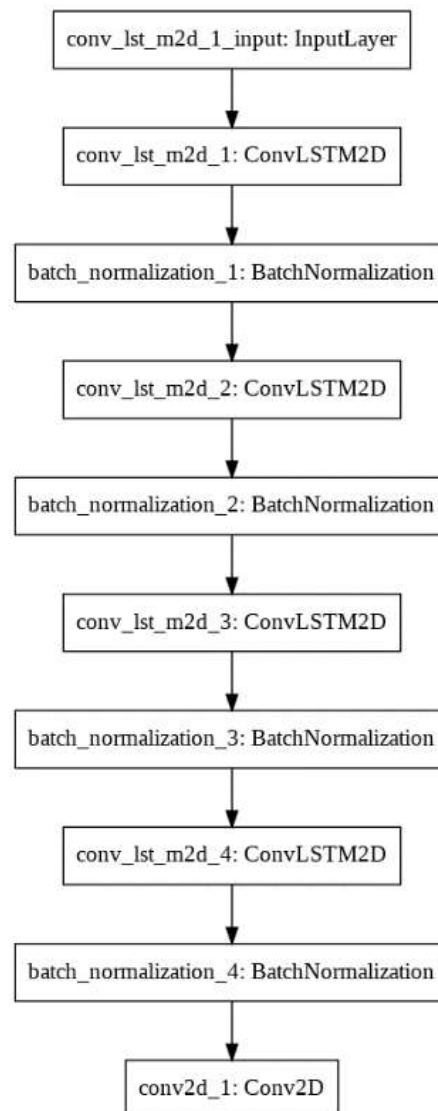 conv_lst_m2d_1_input: InputLayer
conv_lst_m2d_1: ConvLSTM2D
batch_normalization_1: BatchNormalization
conv_lst_m2d_2: ConvLSTM2D
batch_normalization_2: BatchNormalization
conv_lst_m2d_3: ConvLSTM2D
batch_normalization_3: BatchNormalization
conv_lst_m2d_4: ConvLSTM2D
batch_normalization_4: BatchNormalization
conv2d_1: Conv2D